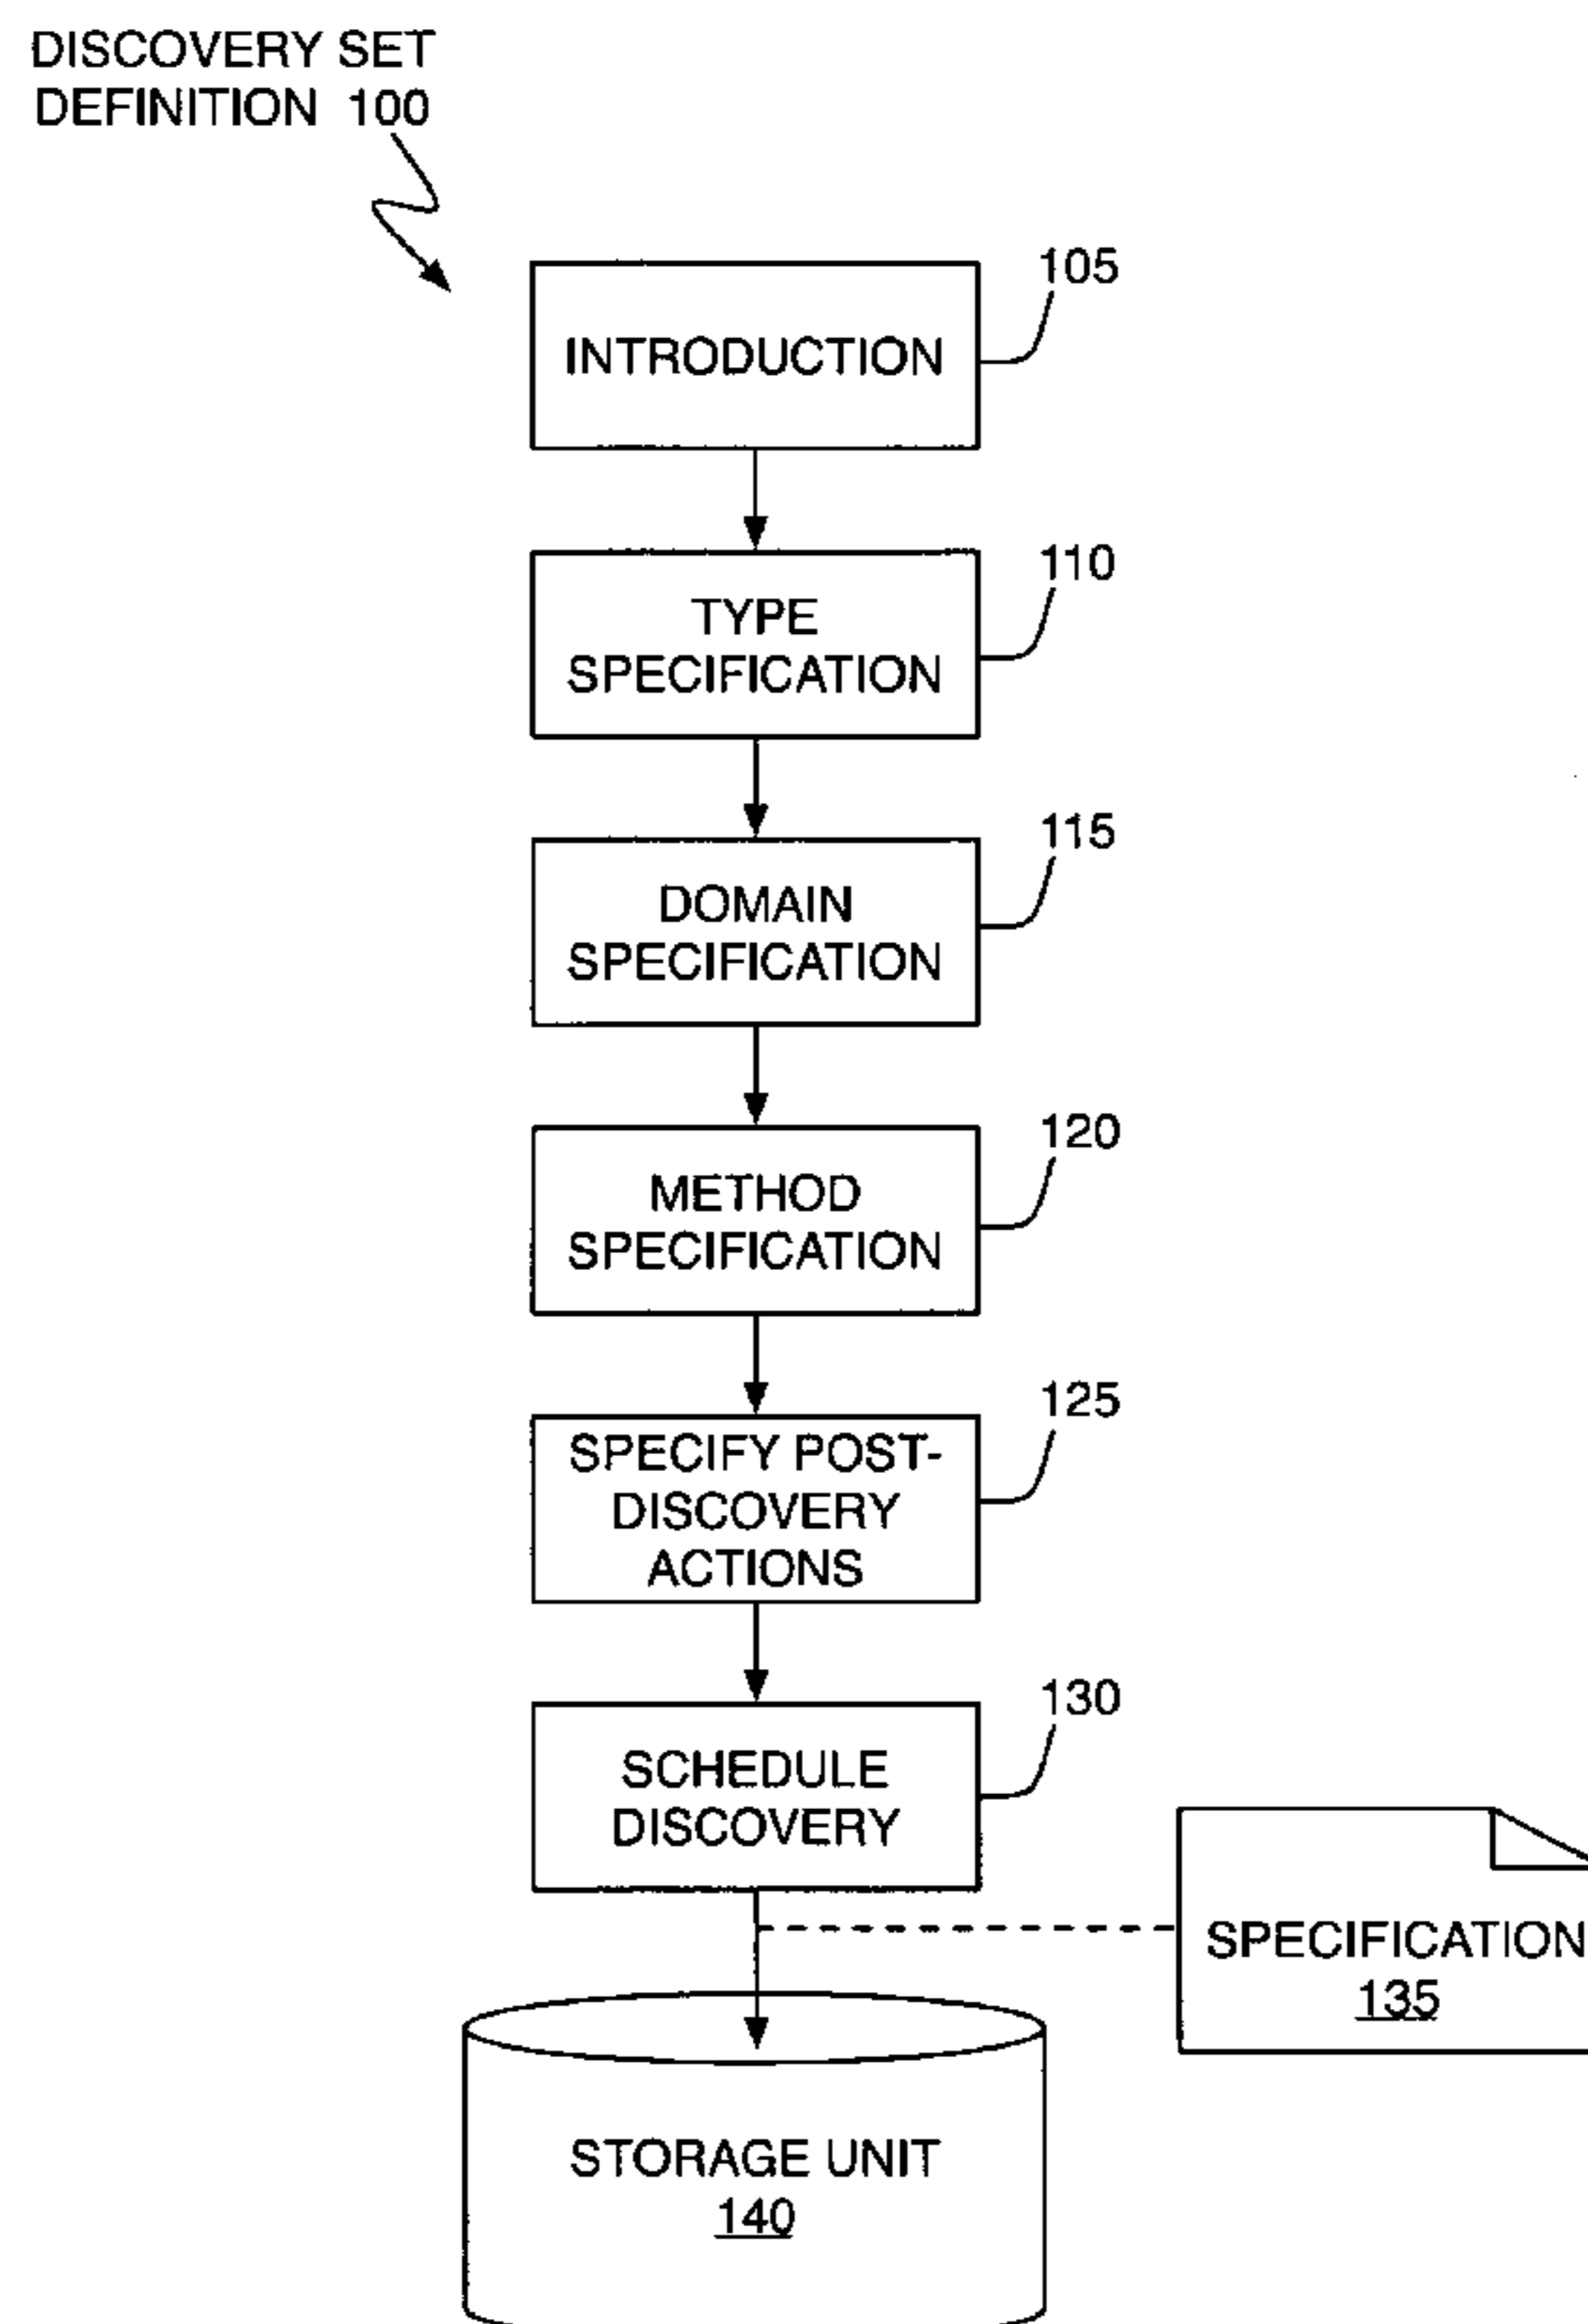 DISCOVERY SET
DEFINITION 100
105
INTRODUCTION
110
TYPE
SPECIFICATION
115
DOMAIN
SPECIFICATION
120
METHOD
SPECIFICATION
125
SPECIFY POST-
DISCOVERY
ACTIONS
130
SCHEDULE
DISCOVERY
SPECIFICATION
135
STORAGE UNIT
140